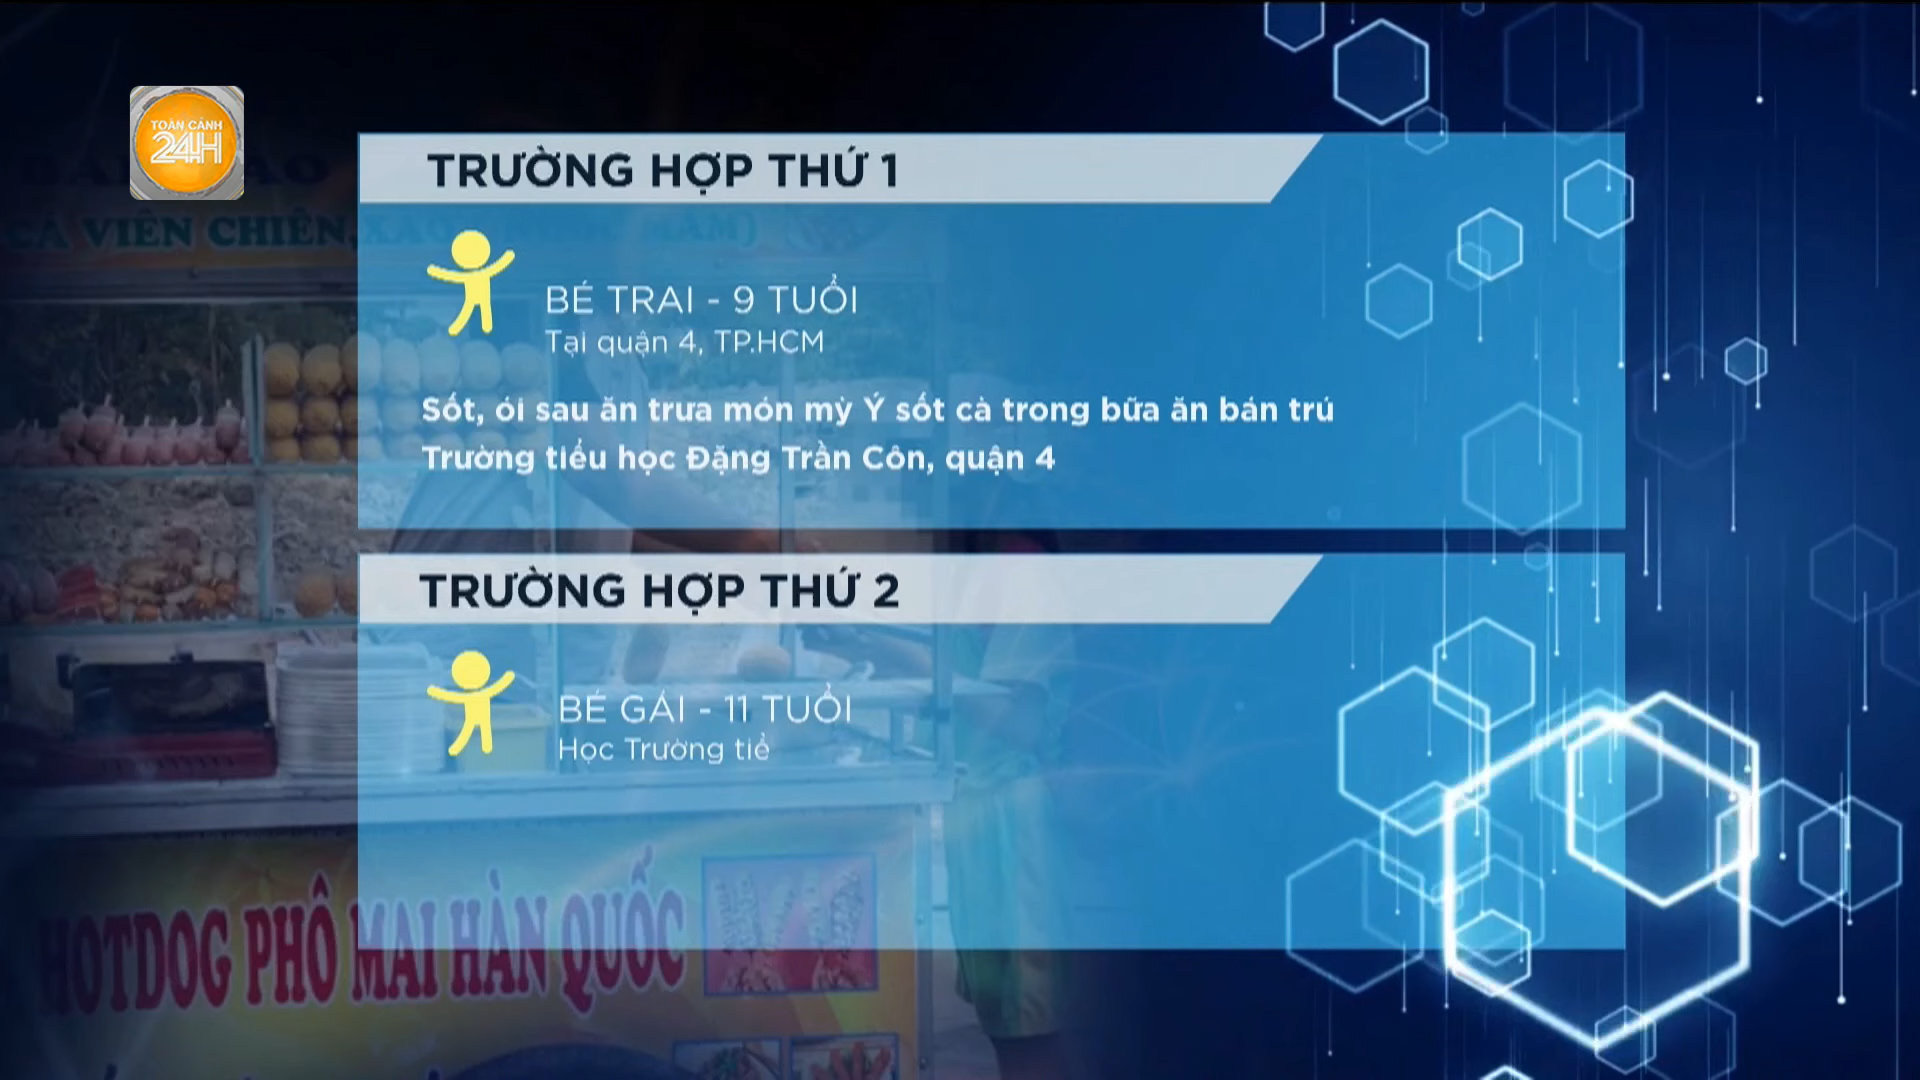 TOÀN CẢNH
24H
TRƯỜNG HỢP THỨ 1
CÁ VIÊN CHIÊN,
BÉ TRAI - 9 TUỔI
Tại quận 4, TP.HCM
Sốt, ói sau ăn trưa món mỳ Ý sốt cà trong bữa ăn bán trú
Trường tiểu học Đặng Trần Côn, quận 4
TRƯỜNG HỢP THỨ 2
BÉ GÁI - 11 TUỔI
Học Trường tiể
HOTDOG PHÔ MAI HÀN QUỐC